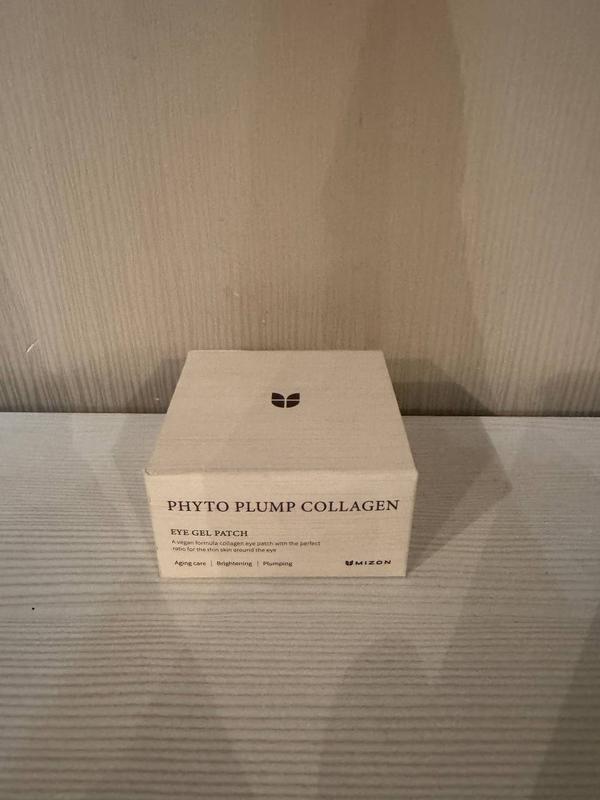 PHYTO PLUMP COLLAGEN
EYE GEL PATCH
A vegan formula collagen eye patch with the perfect
ratio for the thin skin around the eye
Aging care | Brightening | Plumping
MIZON